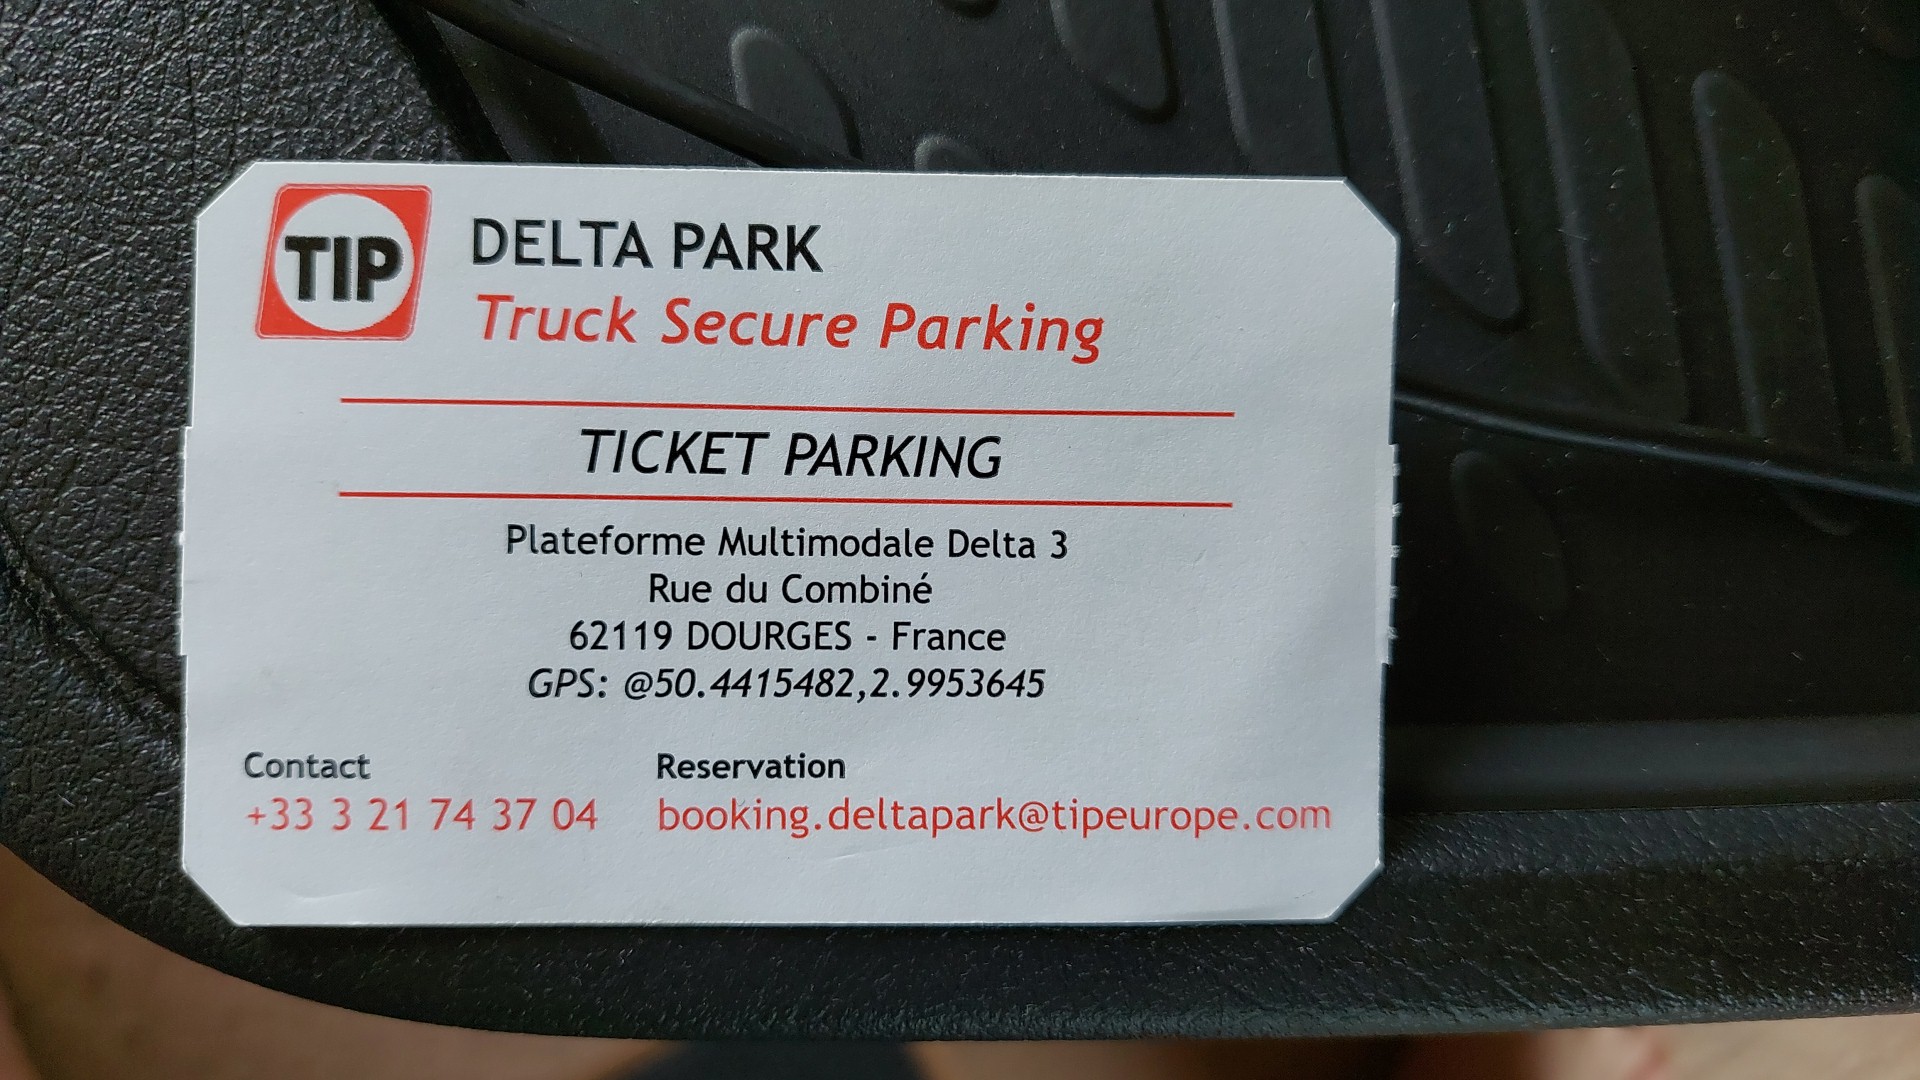 TIP
DELTA PARK
Truck Secure Parking
TICKET PARKING
Plateforme Multimodale Delta 3
Rue du Combiné
62119 DOURGES - France
GPS: @50.4415482,2.9953645
Contact
+33 3 21 74 37 04
Reservation
booking.deltapark@tipeurope.com